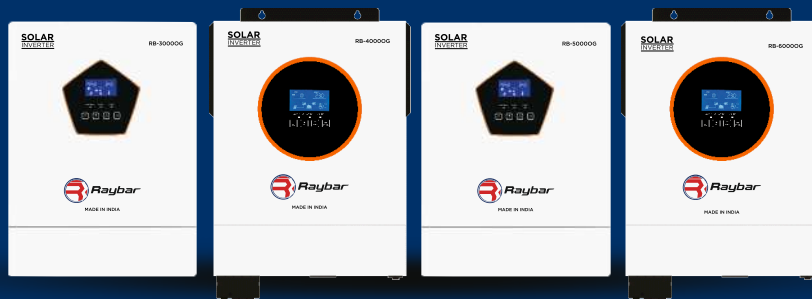 SOLAR
INVERTER
RB-3000OG
Raybar
MADE IN INDIA
SOLAR
INVERTER
RB-4000OG
Raybar
MADE IN INDIA
SOLAR
INVERTER
RB-5000OG
Raybar
MADE IN INDIA
SOLAR
INVERTER
RB-6000OG
Raybar
MADE IN INDIA